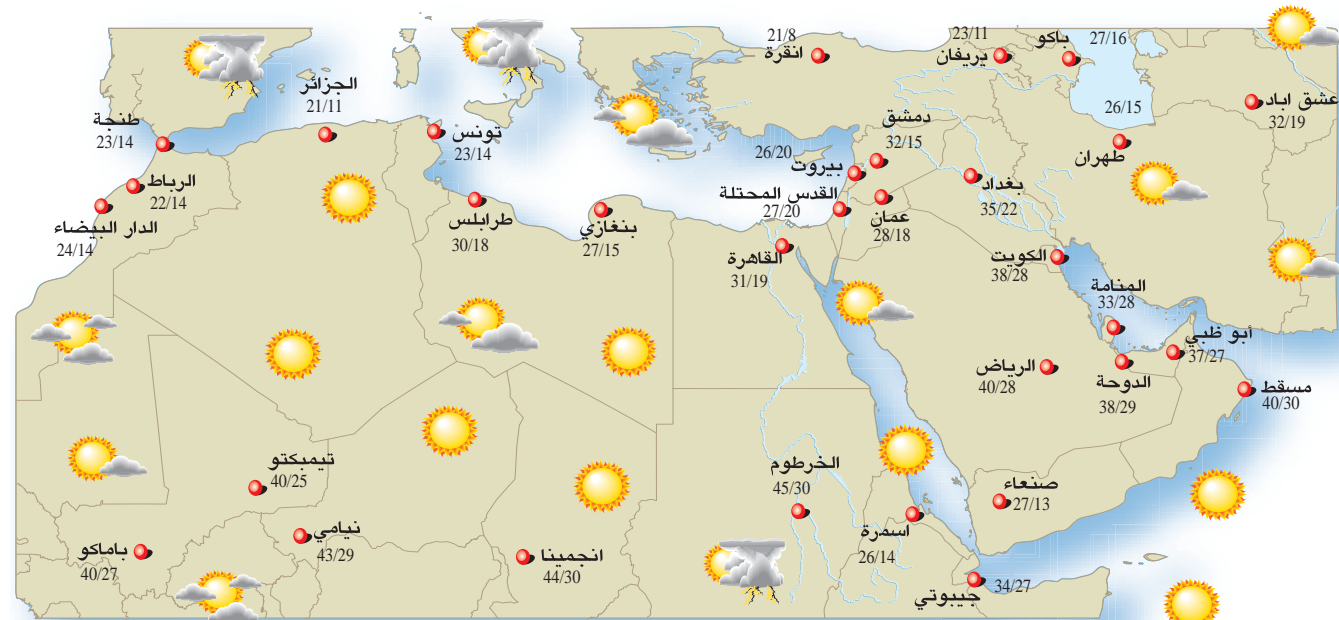 21/8
انقرة
23/11
يريفان
باكو
27/16
26/15
عشق اباد
32/19
طهران
الجزائر
21/11
طنجة
23/14
تونس
23/14
دمشق
32/15
26/20
بيروت
بغداد
35/22
الرباط
22/14
القدس المحتلة
27/20
عمان
28/18
طرابلس
30/18
بنغازي
27/15
الدار البيضاء
24/14
القاهرة
31/19
الكويت
38/28
المنامة
33/28
أبو ظبي
37/27
الرياض
40/28
الدوحة
38/29
مسقط
40/30
تيمبكتو
40/25
الخرطوم
45/30
صنعاء
27/13
نيامي
43/29
اسمرة
26/14
باماكو
40/27
انجمينا
44/30
34/27
جيبوتي